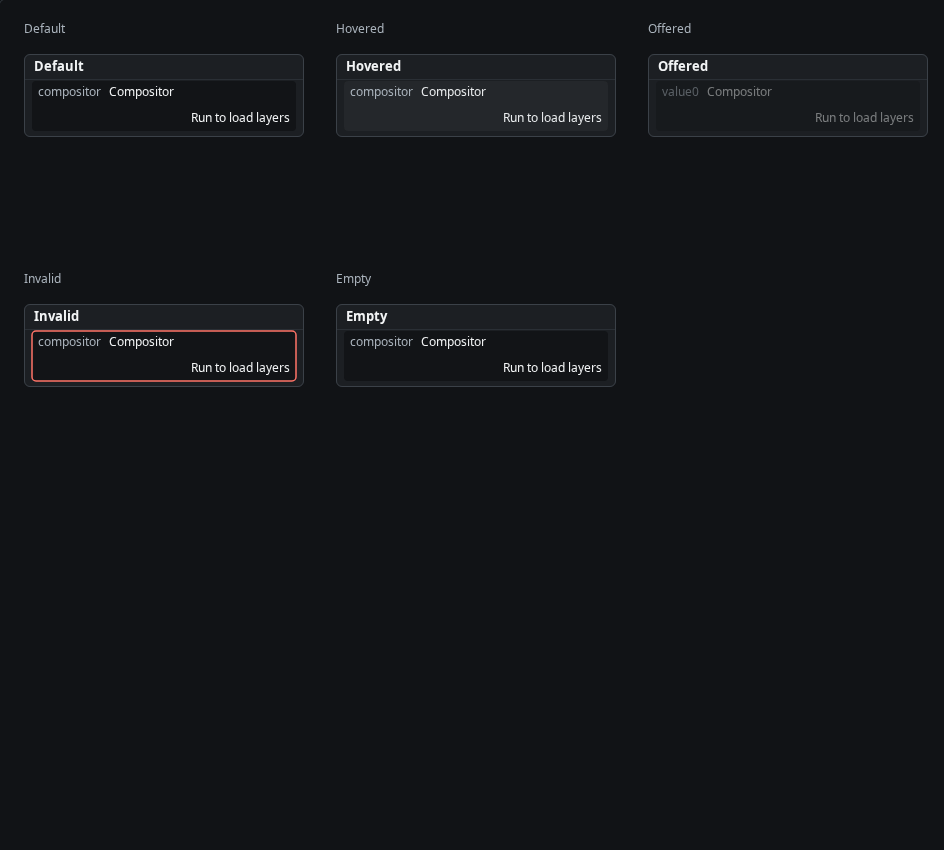 Default
Hovered
Offered
Default
Hovered
Offered
compositor Compositor
compositor Compositor
value0 Compositor
Run to load layers
Run to load layers
Run to load layers
Invalid
Empty
Invalid
Empty
compositor Compositor
compositor Compositor
Run to load layers
Run to load layers